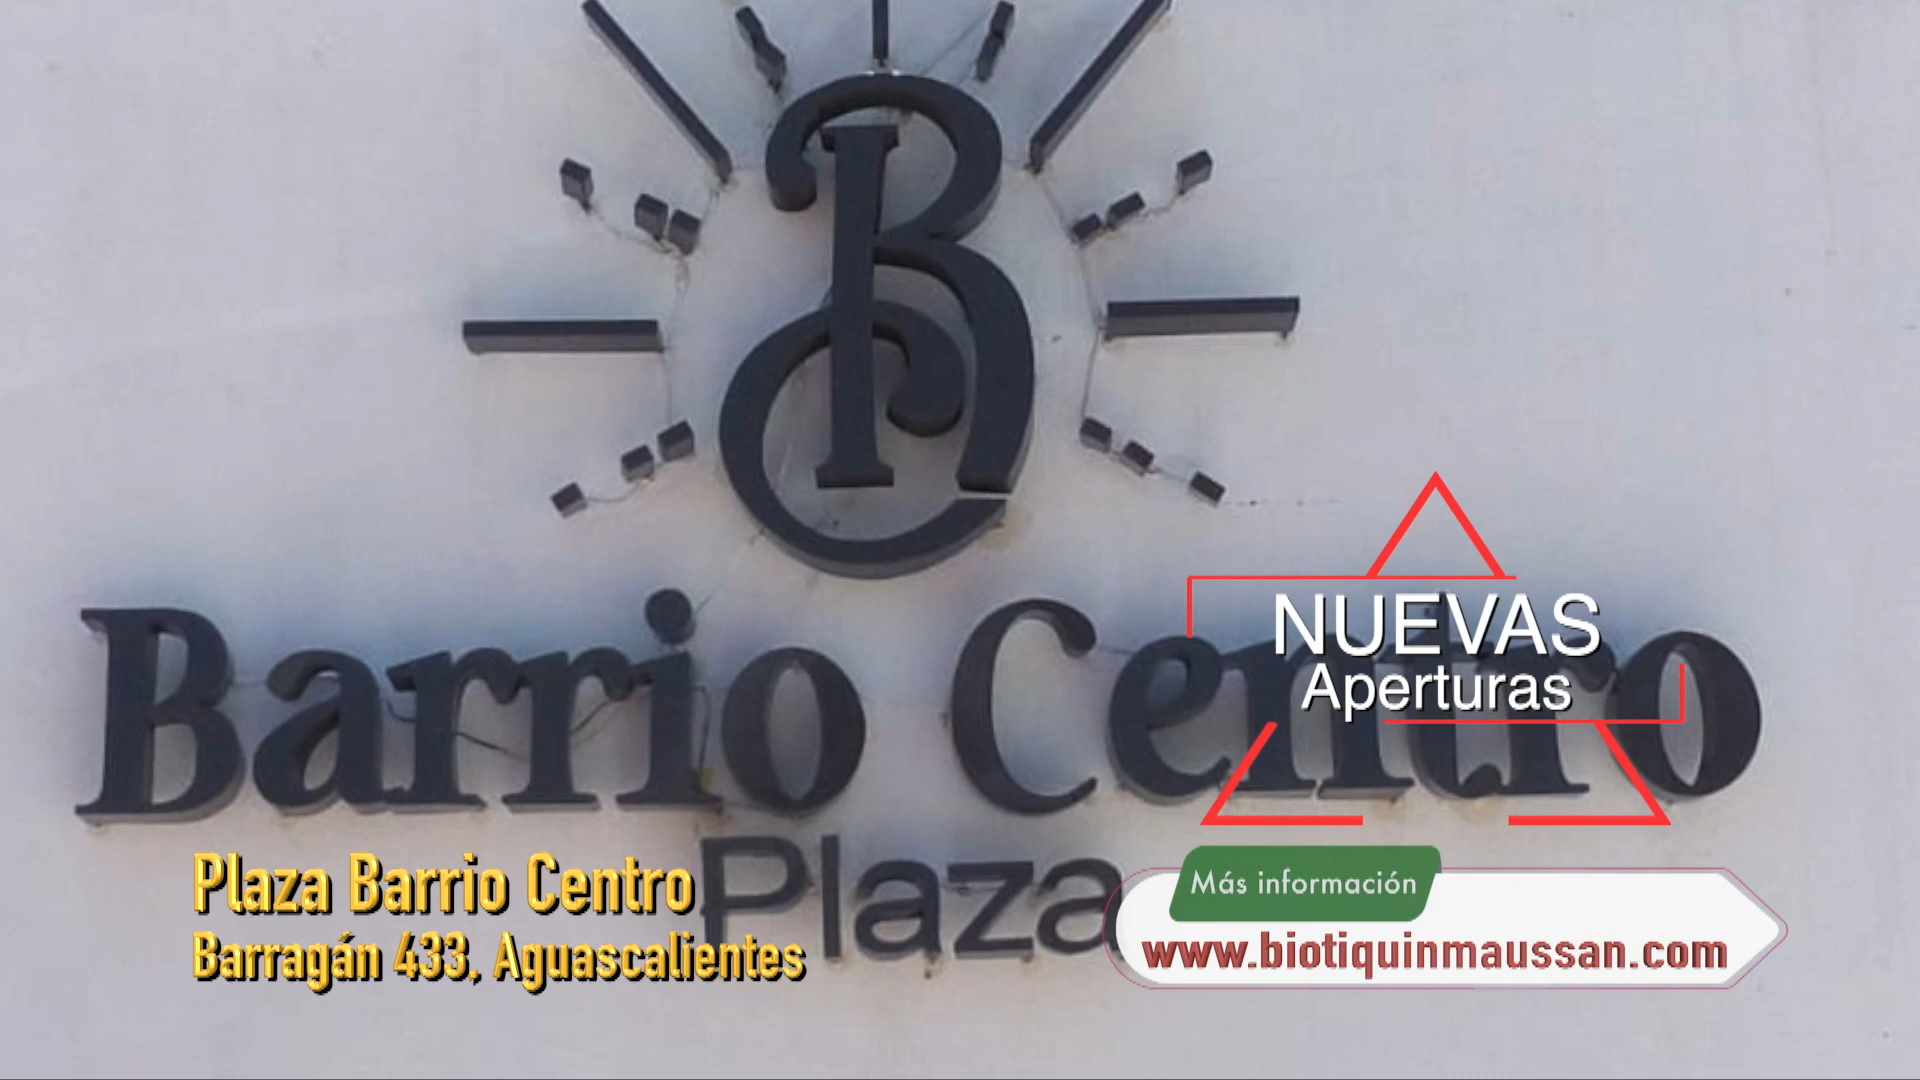 B
Barrio Centro
Plaza
NUEVAS
Aperturas
Plaza Barrio Centro
Barragán 433, Aguascalientes
Más información
www.biotiquinmaussan.com